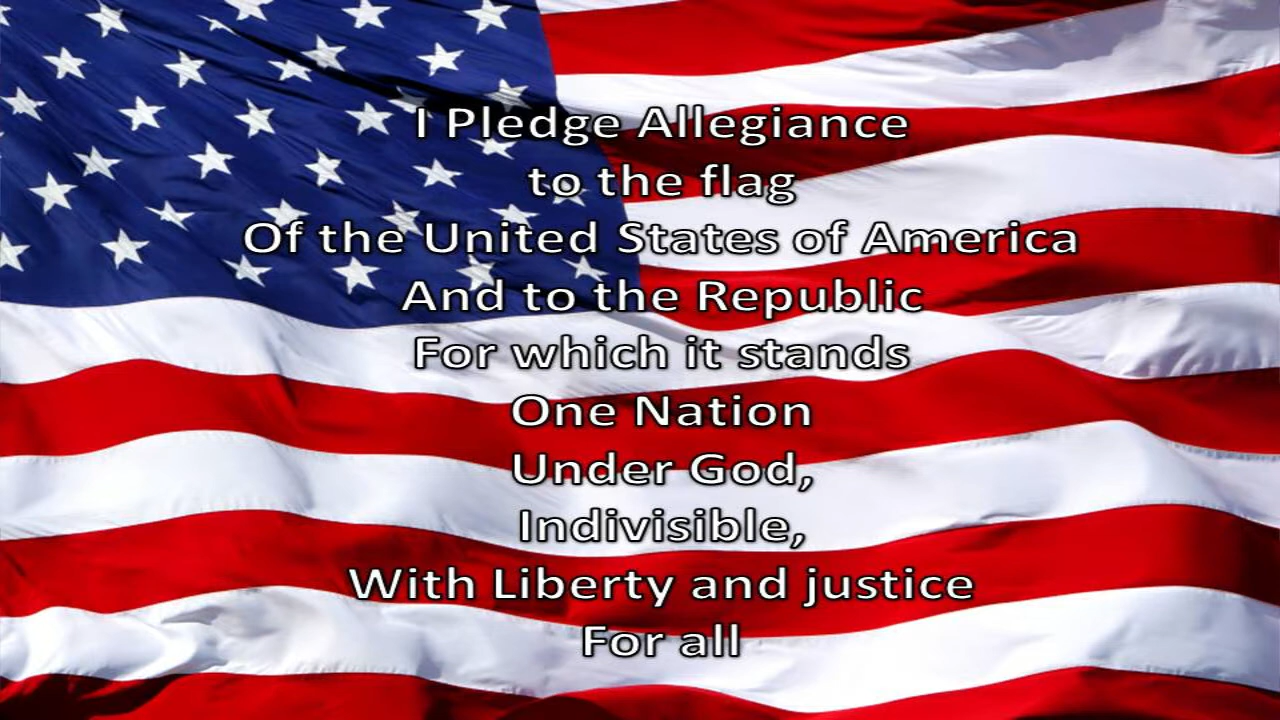 I Pledge Allegiance
to the flag
Of the United States of America
And to the Republic
For which it stands
One Nation
Under God,
Indivisible,
With Liberty and justice
For all